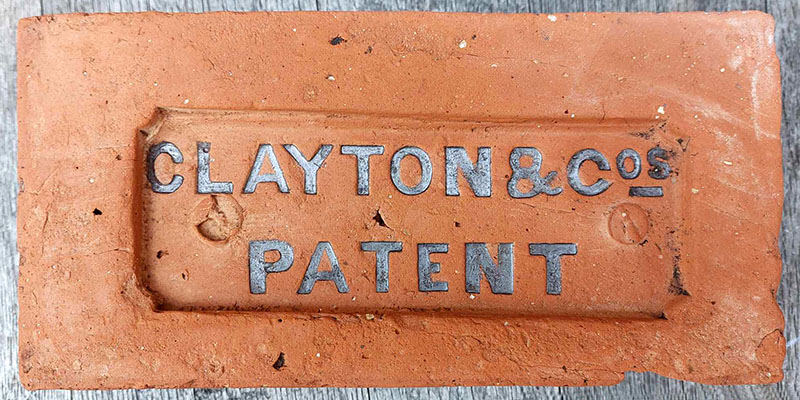 CLAYTON & Cos
PATENT